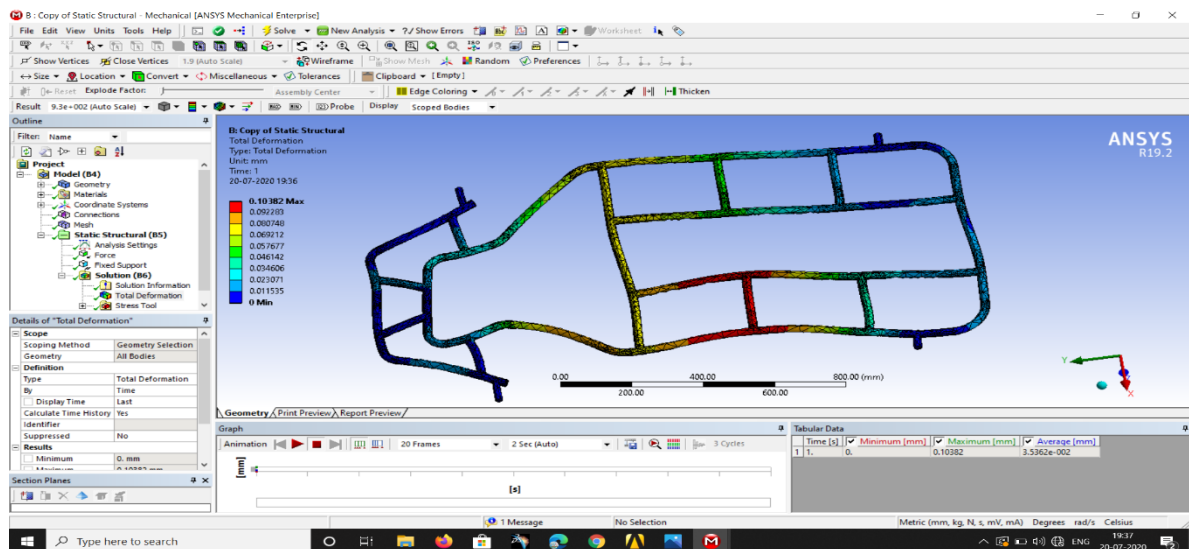 B : Copy of Static Structural - Mechanical [ANSYS Mechanical Enterprise]
File Edit View Units Tools Help Solve New Analysis ?/ Show Errors Worksheet
Show Vertices Close Vertices 1.9 (Auto Scale) Wireframe Show Mesh Random Preferences
Size Location Convert Miscellaneous Tolerances Clipboard [Empty]
Reset Explode Factor: Assembly Center Edge Coloring Thicken
Result 9.3e+002 (Auto Scale) Probe Display Scoped Bodies
Outline
Filter: Name
Project
Model (B4)
Geometry
Materials
Coordinate Systems
Connections
Mesh
Static Structural (B5)
Analysis Settings
Force
Fixed Support
Solution (B6)
Solution Information
Total Deformation
Stress Tool
Details of "Total Deformation"
Scope
Scoping Method Geometry Selection
Geometry All Bodies
Definition
Type Total Deformation
By Time
Display Time Last
Calculate Time History Yes
Identifier
Suppressed No
Results
Minimum 0. mm
Maximum 0.10382 mm
Section Planes
B: Copy of Static Structural
Total Deformation
Type: Total Deformation
Unit: mm
Time: 1
20-07-2020 19:36
0.10382 Max
0.092283
0.080748
0.069212
0.057677
0.046142
0.034606
0.023071
0.011535
0 Min
ANSYS
R19.2
0.00 400.00 800.00 (mm)
200.00 600.00
Y
X
Geometry Print Preview Report Preview
Graph
Animation 20 Frames 2 Sec (Auto) 3 Cycles
[mm]
[s]
Tabular Data
Time [s] Minimum [mm] Maximum [mm] Average [mm]
1 1. 0. 0.10382 3.5362e-002
1 Message No Selection Metric (mm, kg, N, s, mV, mA) Degrees rad/s Celsius
Type here to search
ENG
19:37
20-07-2020